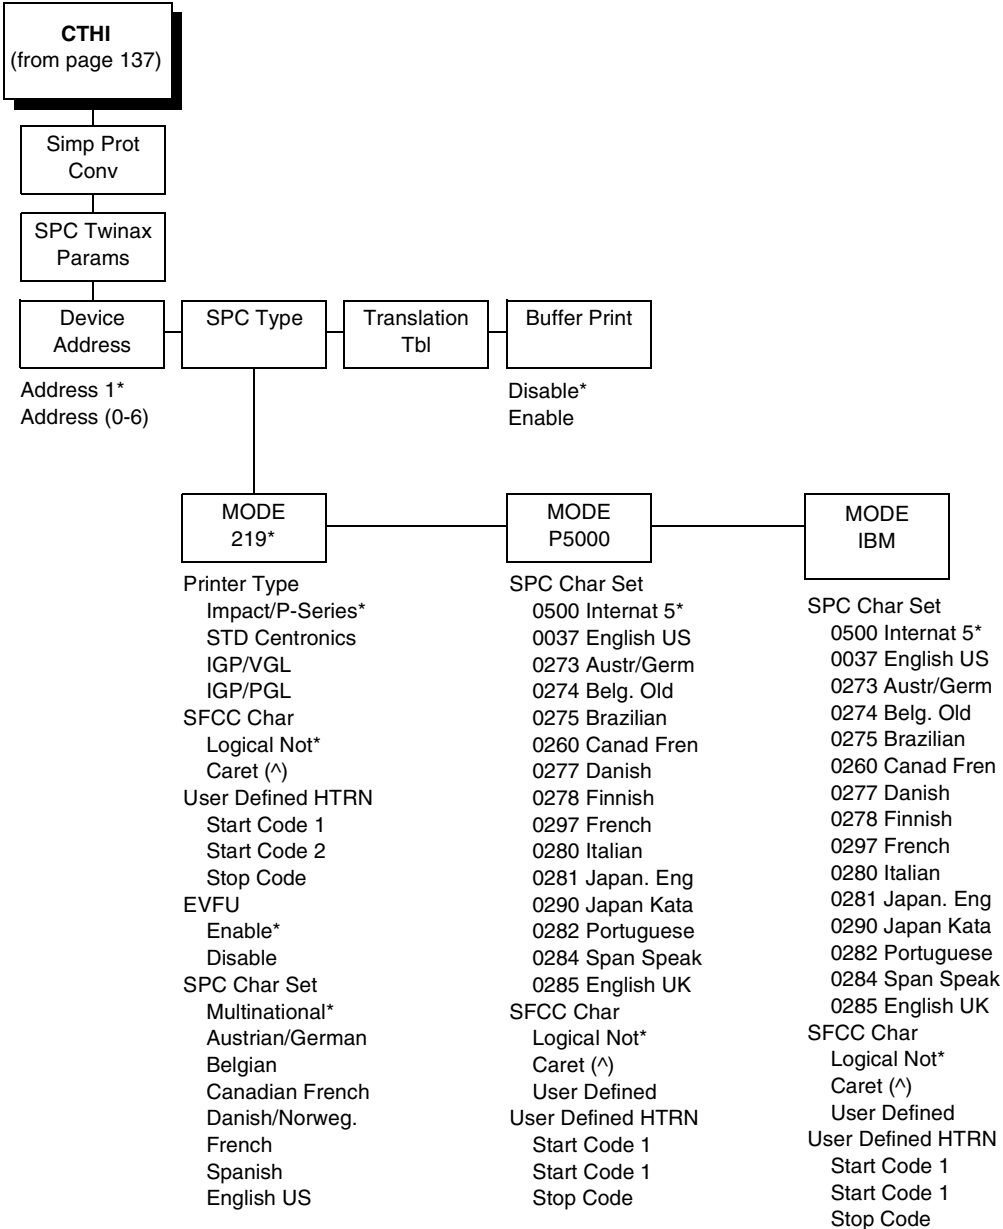 CTHI
(from page 137)
Simp Prot
Conv
SPC Twinax
Params
Device
Address
SPC Type
Translation
Tbl
Buffer Print
Address 1*
Address (0-6)
Disable*
Enable
MODE
219*
Printer Type
Impact/P-Series*
STD Centronics
IGP/VGL
IGP/PGL
SFCC Char
Logical Not*
Caret (^)
User Defined HTRN
Start Code 1
Start Code 2
Stop Code
EVFU
Enable*
Disable
SPC Char Set
Multinational*
Austrian/German
Belgian
Canadian French
Danish/Norweg.
French
Spanish
English US
MODE
P5000
SPC Char Set
0500 Internat 5*
0037 English US
0273 Austr/Germ
0274 Belg. Old
0275 Brazilian
0260 Canad Fren
0277 Danish
0278 Finnish
0297 French
0280 Italian
0281 Japan. Eng
0290 Japan Kata
0282 Portuguese
0284 Span Speak
0285 English UK
SFCC Char
Logical Not*
Caret (^)
User Defined
User Defined HTRN
Start Code 1
Start Code 1
Stop Code
MODE
IBM
SPC Char Set
0500 Internat 5*
0037 English US
0273 Austr/Germ
0274 Belg. Old
0275 Brazilian
0260 Canad Fren
0277 Danish
0278 Finnish
0297 French
0280 Italian
0281 Japan. Eng
0290 Japan Kata
0282 Portuguese
0284 Span Speak
0285 English UK
SFCC Char
Logical Not*
Caret (^)
User Defined
User Defined HTRN
Start Code 1
Start Code 1
Stop Code